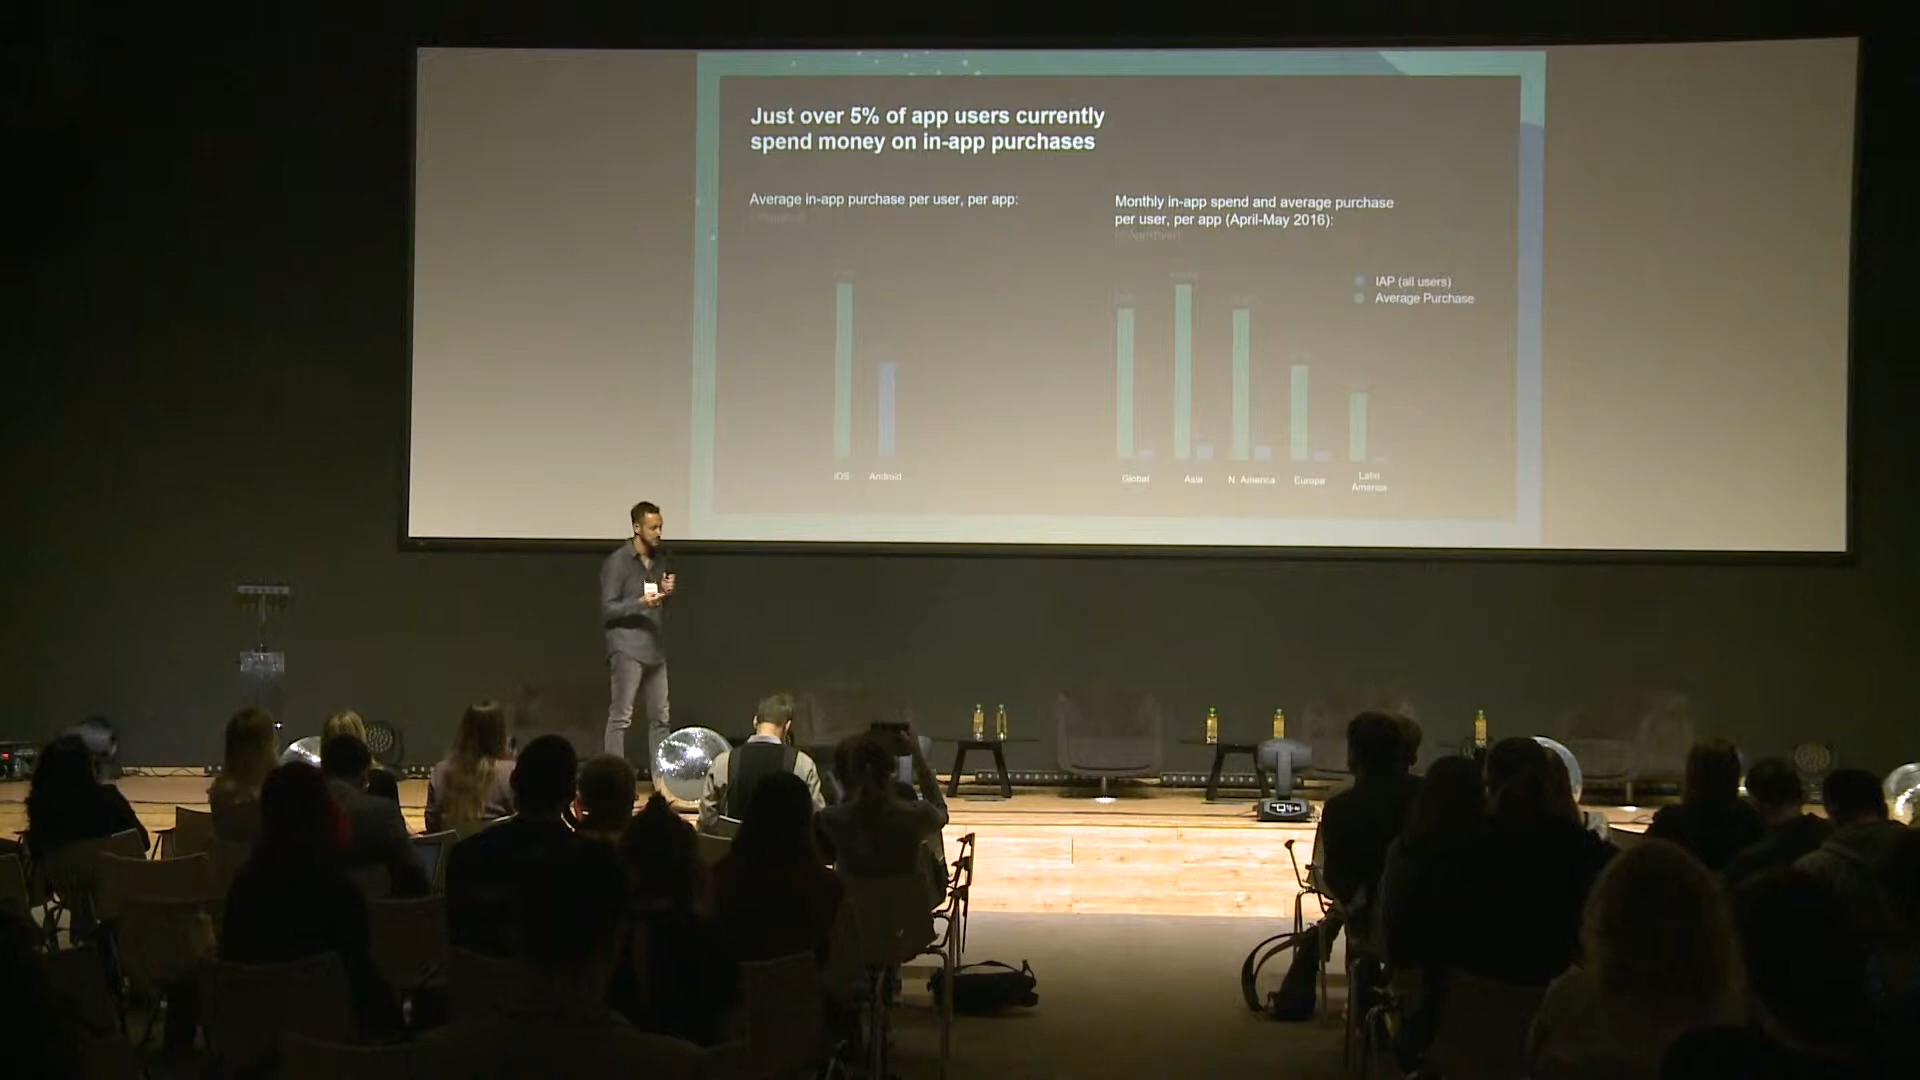 Just over 5% of app users currently
spend money on in-app purchases
Average in-app purchase per user, per app:
Monthly in-app spend and average purchase
per user, per app (April-May 2016):
IAP (all users)
Average Purchase
iOS
Android
Global
Asia
N. America
Europe
Latin
America